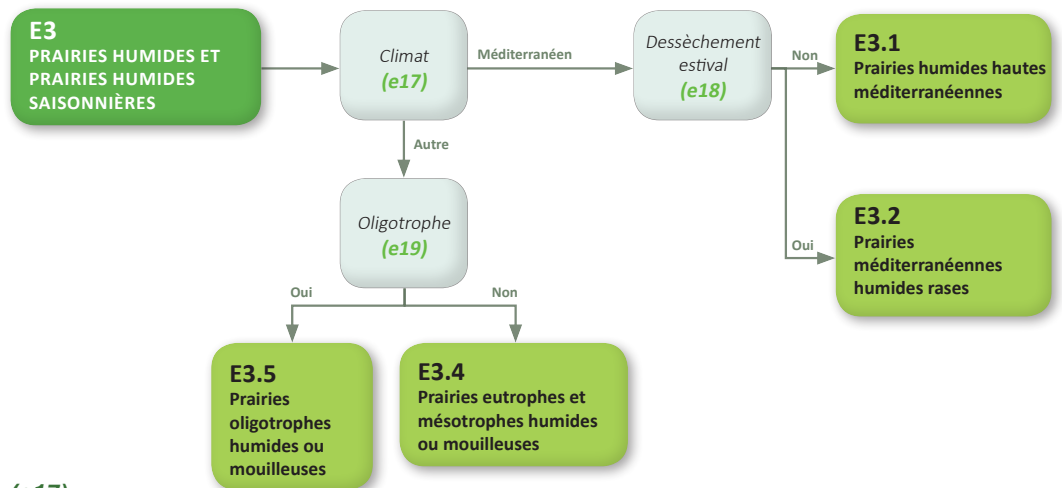 E3
PRAIRIES HUMIDES ET
PRAIRIES HUMIDES
SAISONNIÈRES
Climat
(e17)
Méditerranéen
Dessèchement
estival
(e18)
Non
E3.1
Prairies humides hautes
méditerranéennes
Autre
Oligotrophe
(e19)
Oui
E3.2
Prairies
méditerranéennes
humides rases
Oui
Non
E3.5
Prairies
oligotrophes
humides ou
mouilleuses
E3.4
Prairies eutrophes et
mésotrophes humides
ou mouilleuses
(e17)